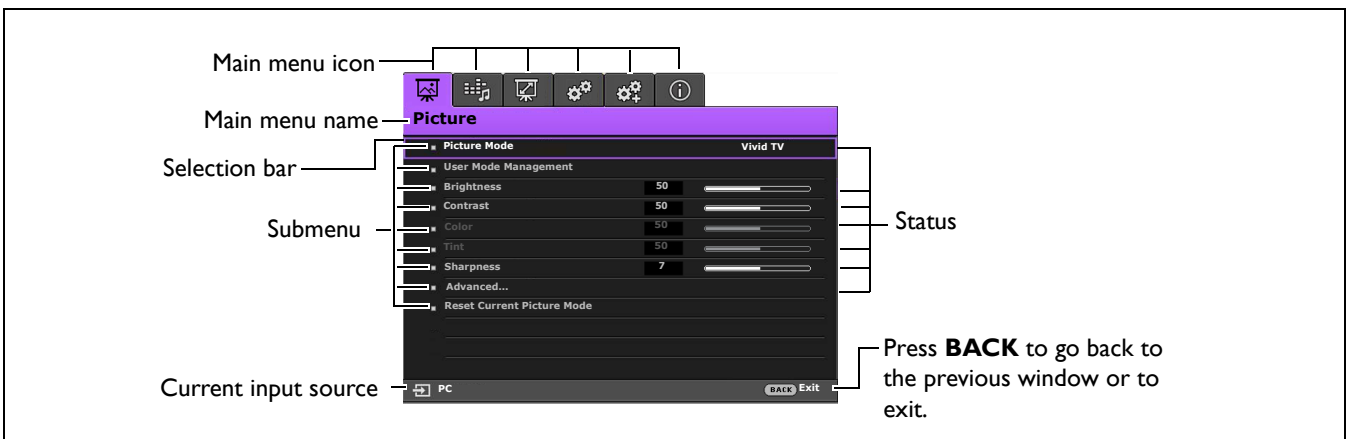 Main menu icon
Main menu name
Picture
Selection bar
Picture Mode Vivid TV
User Mode Management
Brightness 50
Contrast 50
Submenu
Color 50
Status
Tint 50
Sharpness 7
Advanced...
Reset Current Picture Mode
Current input source
PC
BACK Exit
Press BACK to go back to
the previous window or to
exit.